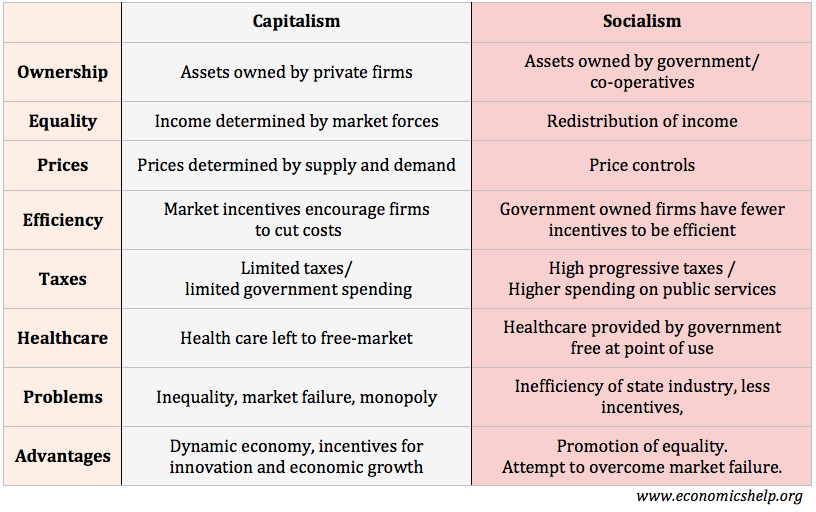 Capitalism Socialism
Ownership Assets owned by private firms Assets owned by government/
co-operatives
Equality Income determined by market forces Redistribution of income
Prices Prices determined by supply and demand Price controls
Efficiency Market incentives encourage firms
to cut costs Government owned firms have fewer
incentives to be efficient
Taxes Limited taxes/
limited government spending High progressive taxes /
Higher spending on public services
Healthcare Health care left to free-market Healthcare provided by government
free at point of use
Problems Inequality, market failure, monopoly Inefficiency of state industry, less
incentives,
Advantages Dynamic economy, incentives for
innovation and economic growth Promotion of equality.
Attempt to overcome market failure.
www.economicshelp.org